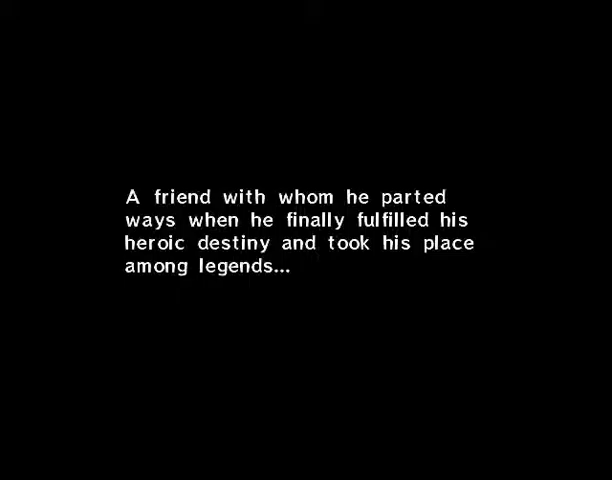 A friend with whom he parted
ways when he finally fulfilled his
heroic destiny and took his place
among legends...